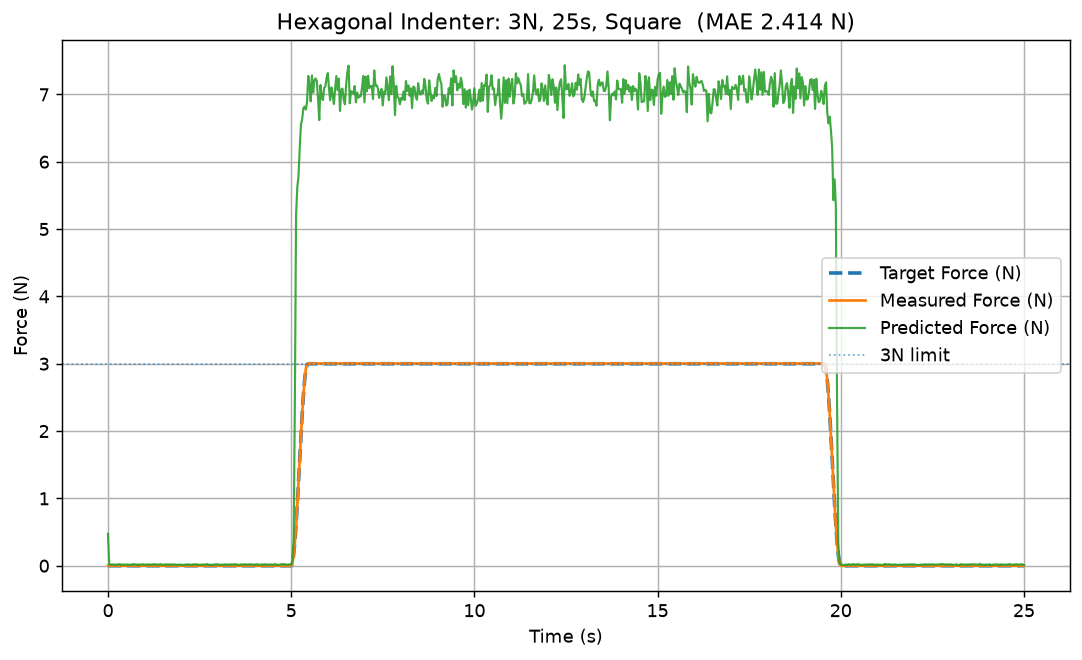 Hexagonal Indenter: 3N, 25s, Square (MAE 2.414 N)
7
6
5
4
3
2
1
0
Force (N)
Target Force (N)
Measured Force (N)
Predicted Force (N)
3N limit
0 5 10 15 20 25
Time (s)